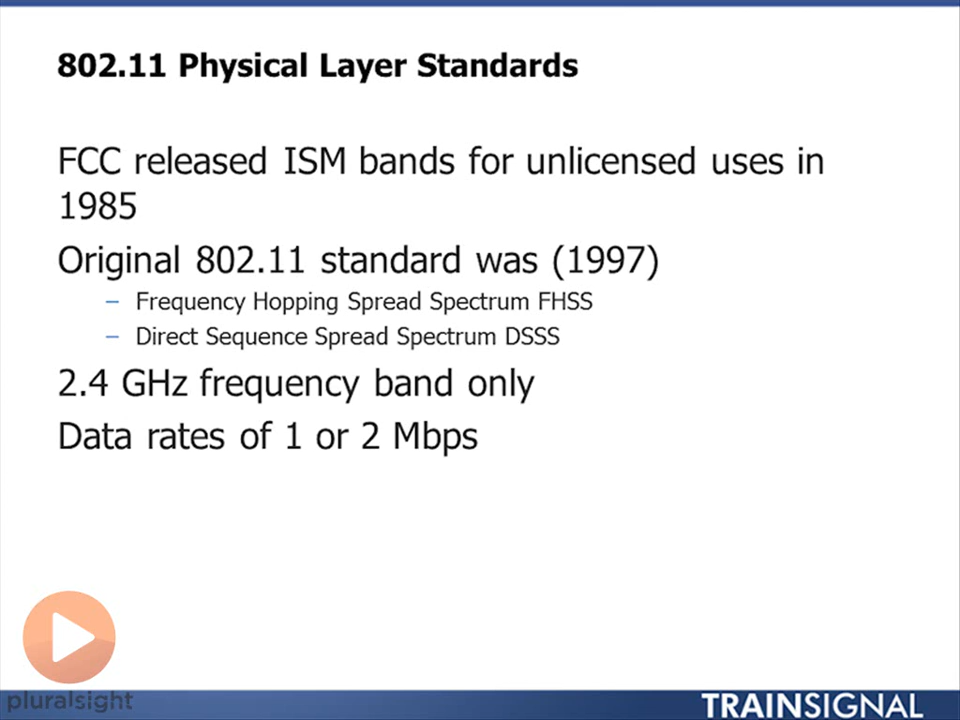 802.11 Physical Layer Standards
FCC released ISM bands for unlicensed uses in
1985
Original 802.11 standard was (1997)
– Frequency Hopping Spread Spectrum FHSS
– Direct Sequence Spread Spectrum DSSS
2.4 GHz frequency band only
Data rates of 1 or 2 Mbps
pluralsight
TRAINSIGNAL